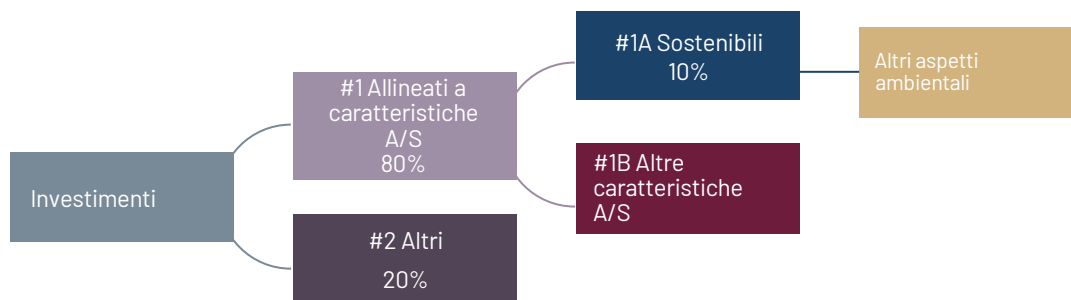 Investimenti
#1 Allineati a
caratteristiche
A/S
80%
#2 Altri
20%
#1A Sostenibili
10%
#1B Altre
caratteristiche
A/S
Altri aspetti
ambientali